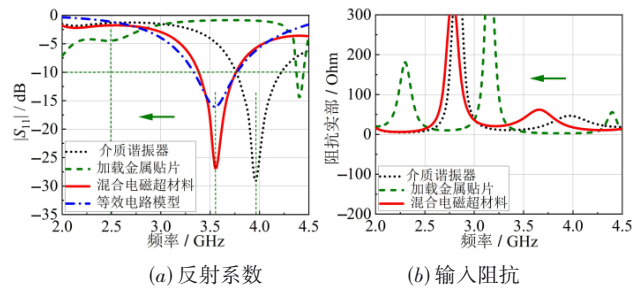 0
−5
−10
−15
−20
−25
−30
−35
|S11| / dB
介质谐振器
加载金属贴片
混合电磁超材料
等效电路模型
2.0 2.5 3.0 3.5 4.0 4.5
频率 / GHz
(a) 反射系数
300
200
100
0
−100
−200
阻抗实部 / Ohm
介质谐振器
加载金属贴片
混合电磁超材料
2.0 2.5 3.0 3.5 4.0 4.5
频率 / GHz
(b) 输入阻抗